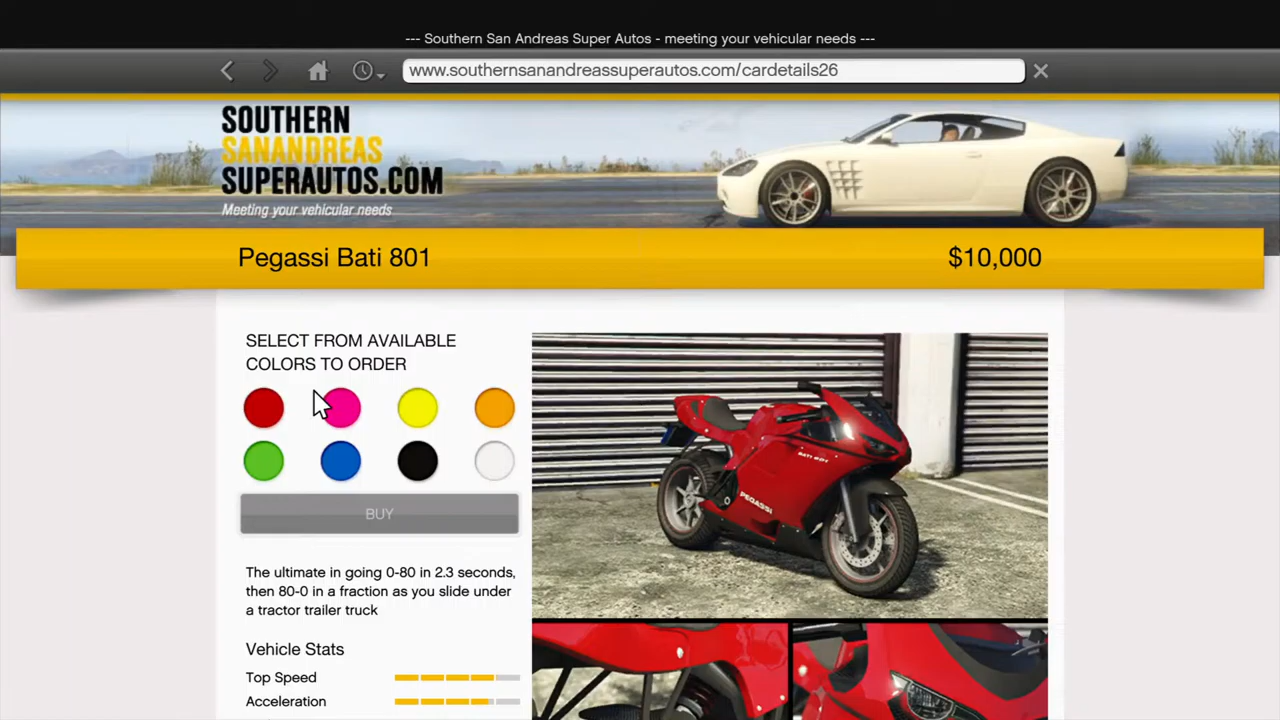 --- Southern San Andreas Super Autos - meeting your vehicular needs ---
www.southernsanandreassuperautos.com/cardetails26
SOUTHERN
SANANDREAS
SUPERAUTOS.COM
Meeting your vehicular needs
Pegassi Bati 801
$10,000
SELECT FROM AVAILABLE
COLORS TO ORDER
BUY
The ultimate in going 0-80 in 2.3 seconds,
then 80-0 in a fraction as you slide under
a tractor trailer truck
Vehicle Stats
Top Speed
Acceleration
BATI 801
PEGASSI